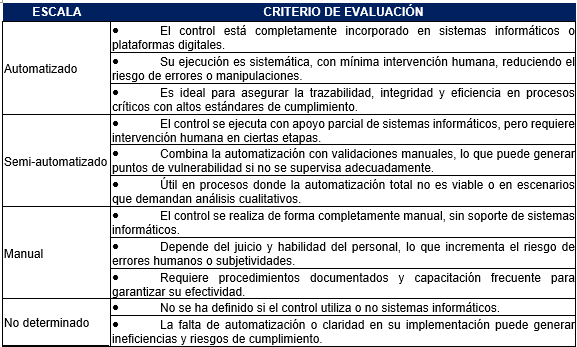 ESCALA CRITERIO DE EVALUACIÓN
Automatizado
● El control está completamente incorporado en sistemas informáticos o
plataformas digitales.
● Su ejecución es sistemática, con mínima intervención humana, reduciendo el
riesgo de errores o manipulaciones.
● Es ideal para asegurar la trazabilidad, integridad y eficiencia en procesos
críticos con altos estándares de cumplimiento.
Semi-automatizado
● El control se ejecuta con apoyo parcial de sistemas informáticos, pero requiere
intervención humana en ciertas etapas.
● Combina la automatización con validaciones manuales, lo que puede generar
puntos de vulnerabilidad si no se supervisa adecuadamente.
● Útil en procesos donde la automatización total no es viable o en escenarios
que demandan análisis cualitativos.
Manual
● El control se realiza de forma completamente manual, sin soporte de sistemas
informáticos.
● Depende del juicio y habilidad del personal, lo que incrementa el riesgo de
errores humanos o subjetividades.
● Requiere procedimientos documentados y capacitación frecuente para
garantizar su efectividad.
No determinado
● No se ha definido si el control utiliza o no sistemas informáticos.
● La falta de automatización o claridad en su implementación puede generar
ineficiencias y riesgos de cumplimiento.